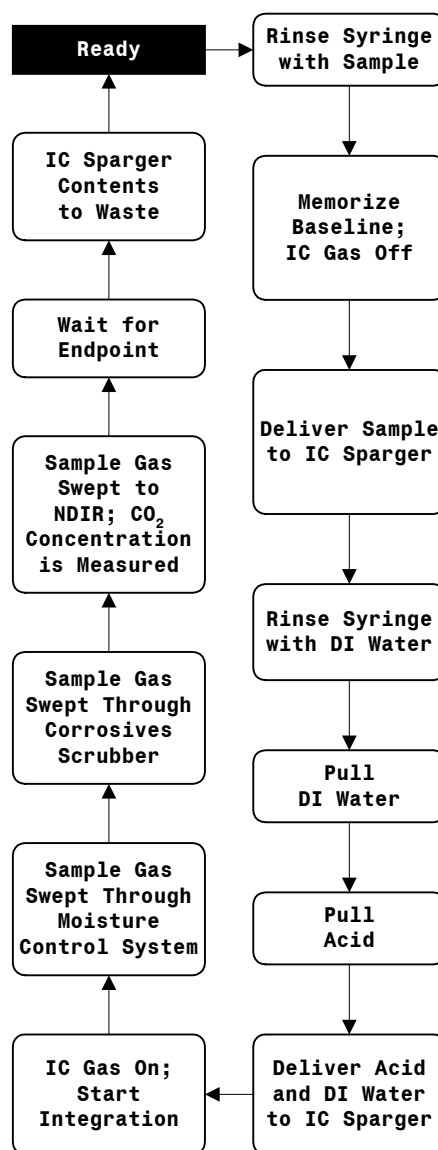 Ready
Rinse Syringe
with Sample
Memorize
Baseline;
IC Gas Off
Deliver Sample
to IC Sparger
Rinse Syringe
with DI Water
Pull
DI Water
Pull
Acid
Deliver Acid
and DI Water
to IC Sparger
IC Gas On;
Start
Integration
Sample Gas
Swept Through
Moisture
Control System
Sample Gas
Swept Through
Corrosives
Scrubber
Sample Gas
Swept to
NDIR; CO₂
Concentration
is Measured
Wait for
Endpoint
IC Sparger
Contents
to Waste